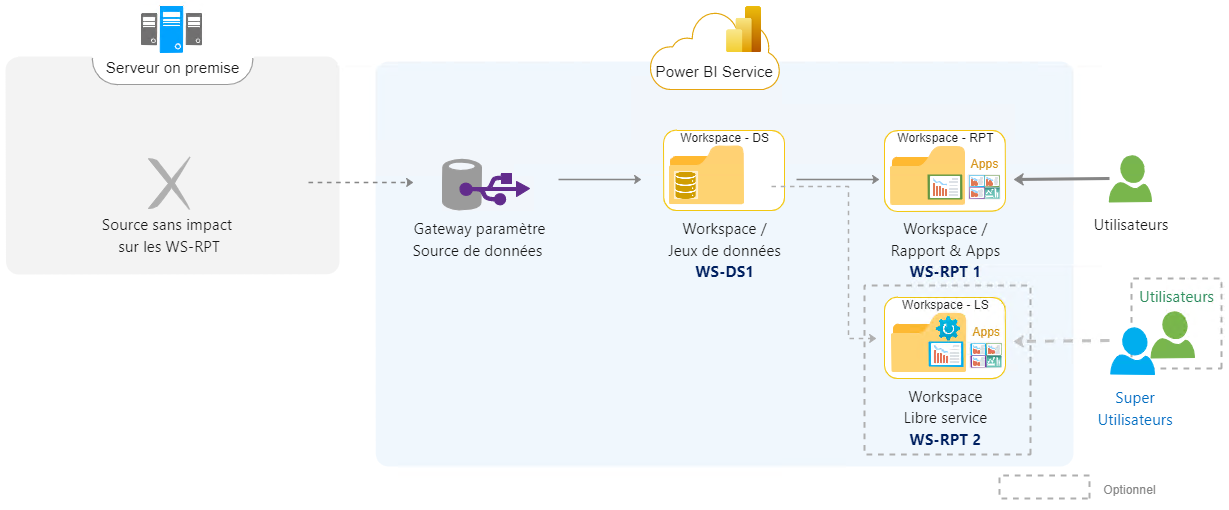 Serveur on premise
Source sans impact
sur les WS-RPT
Power BI Service
Gateway paramètre
Source de données
Workspace - DS
Workspace /
Jeux de données
WS-DS1
Workspace - RPT
Apps
Workspace /
Rapport & Apps
WS-RPT 1
Utilisateurs
Workspace - LS
Apps
Workspace
Libre service
WS-RPT 2
Utilisateurs
Super
Utilisateurs
Optionnel